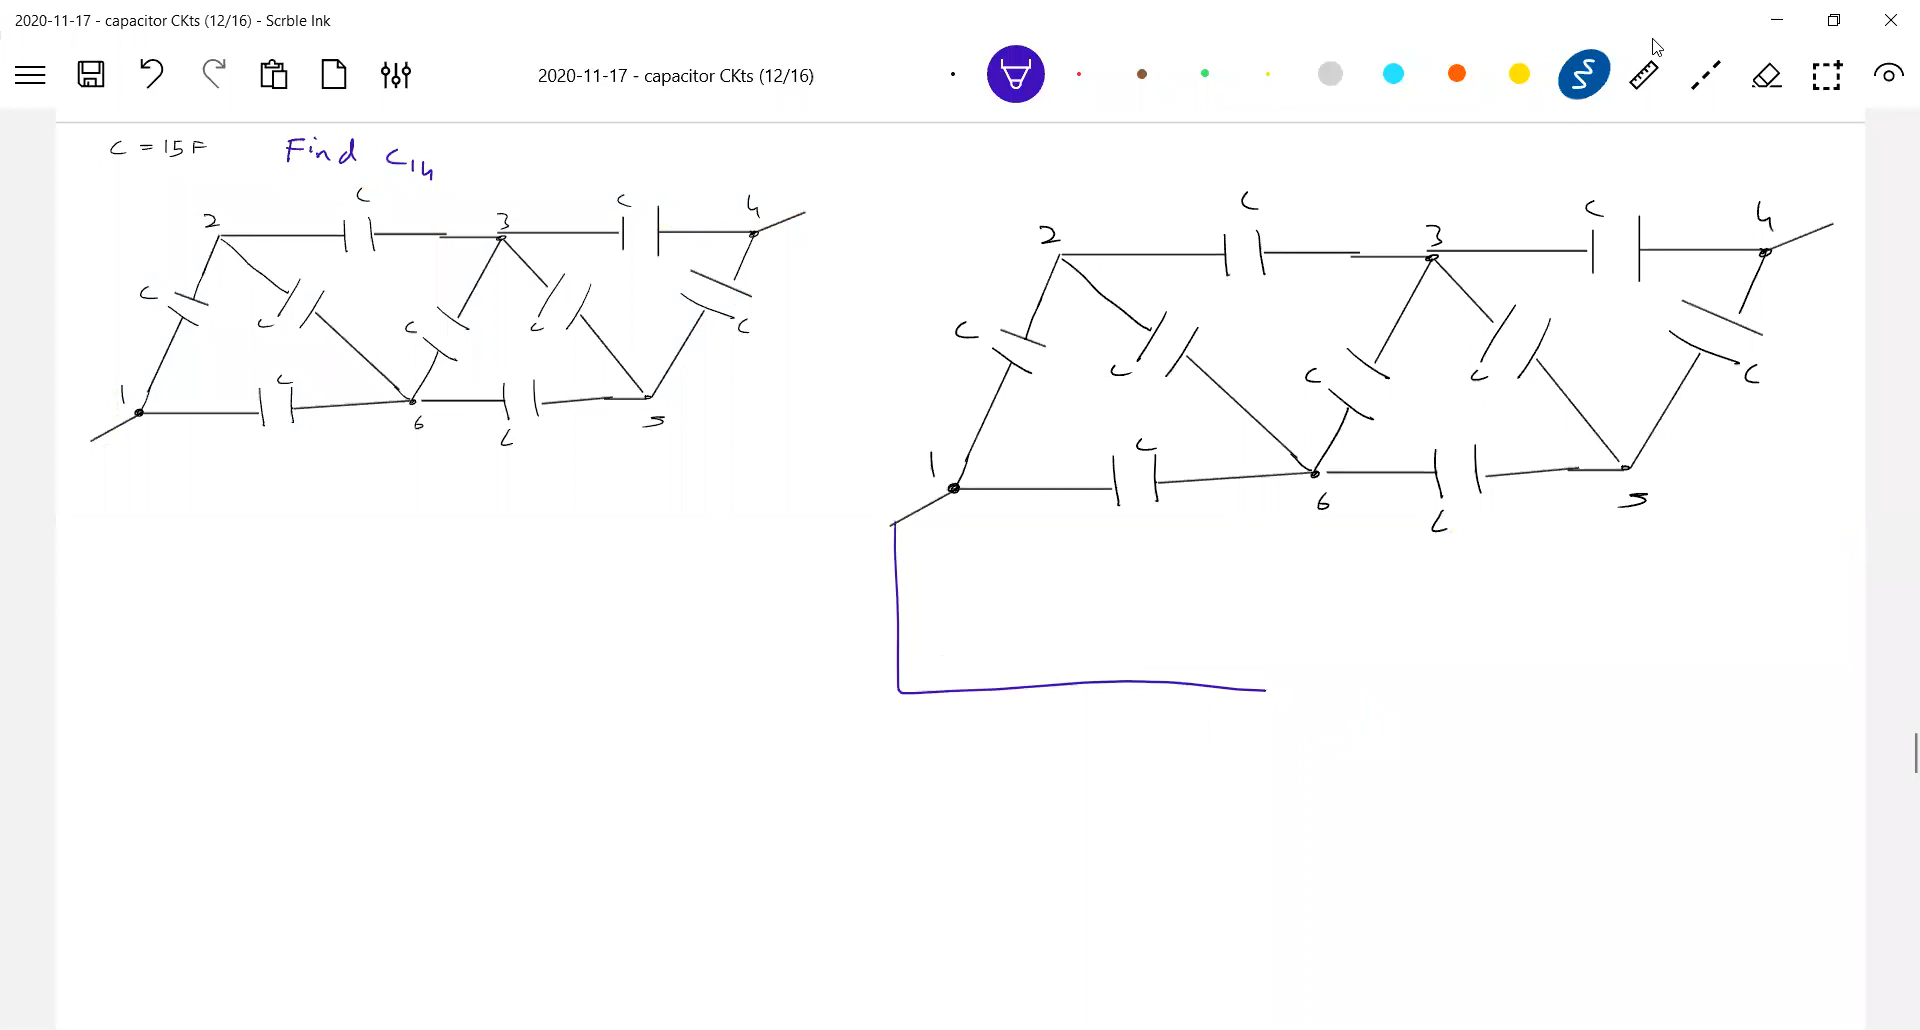 2020-11-17 - capacitor CKts (12/16) - Scrble Ink
2020-11-17 - capacitor CKts (12/16)
C = 15 F Find C14
C C
2 3 4
C C C C C
1 C
6 C 5
C C
2 3 4
C C C C C
1 C
6 C 5